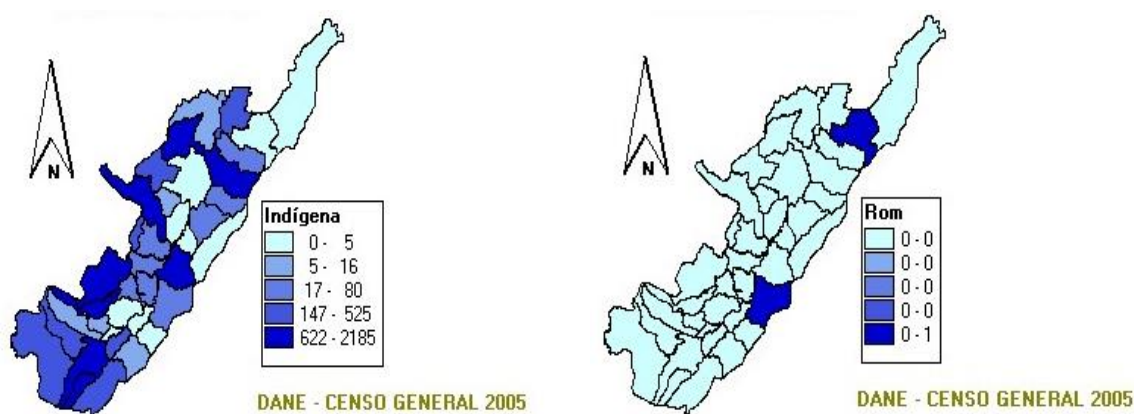 N
Indígena
0 - 5
5 - 16
17 - 80
147 - 525
622 - 2185
DANE - CENSO GENERAL 2005
N
Rom
0 - 0
0 - 0
0 - 0
0 - 0
0 - 1
DANE - CENSO GENERAL 2005